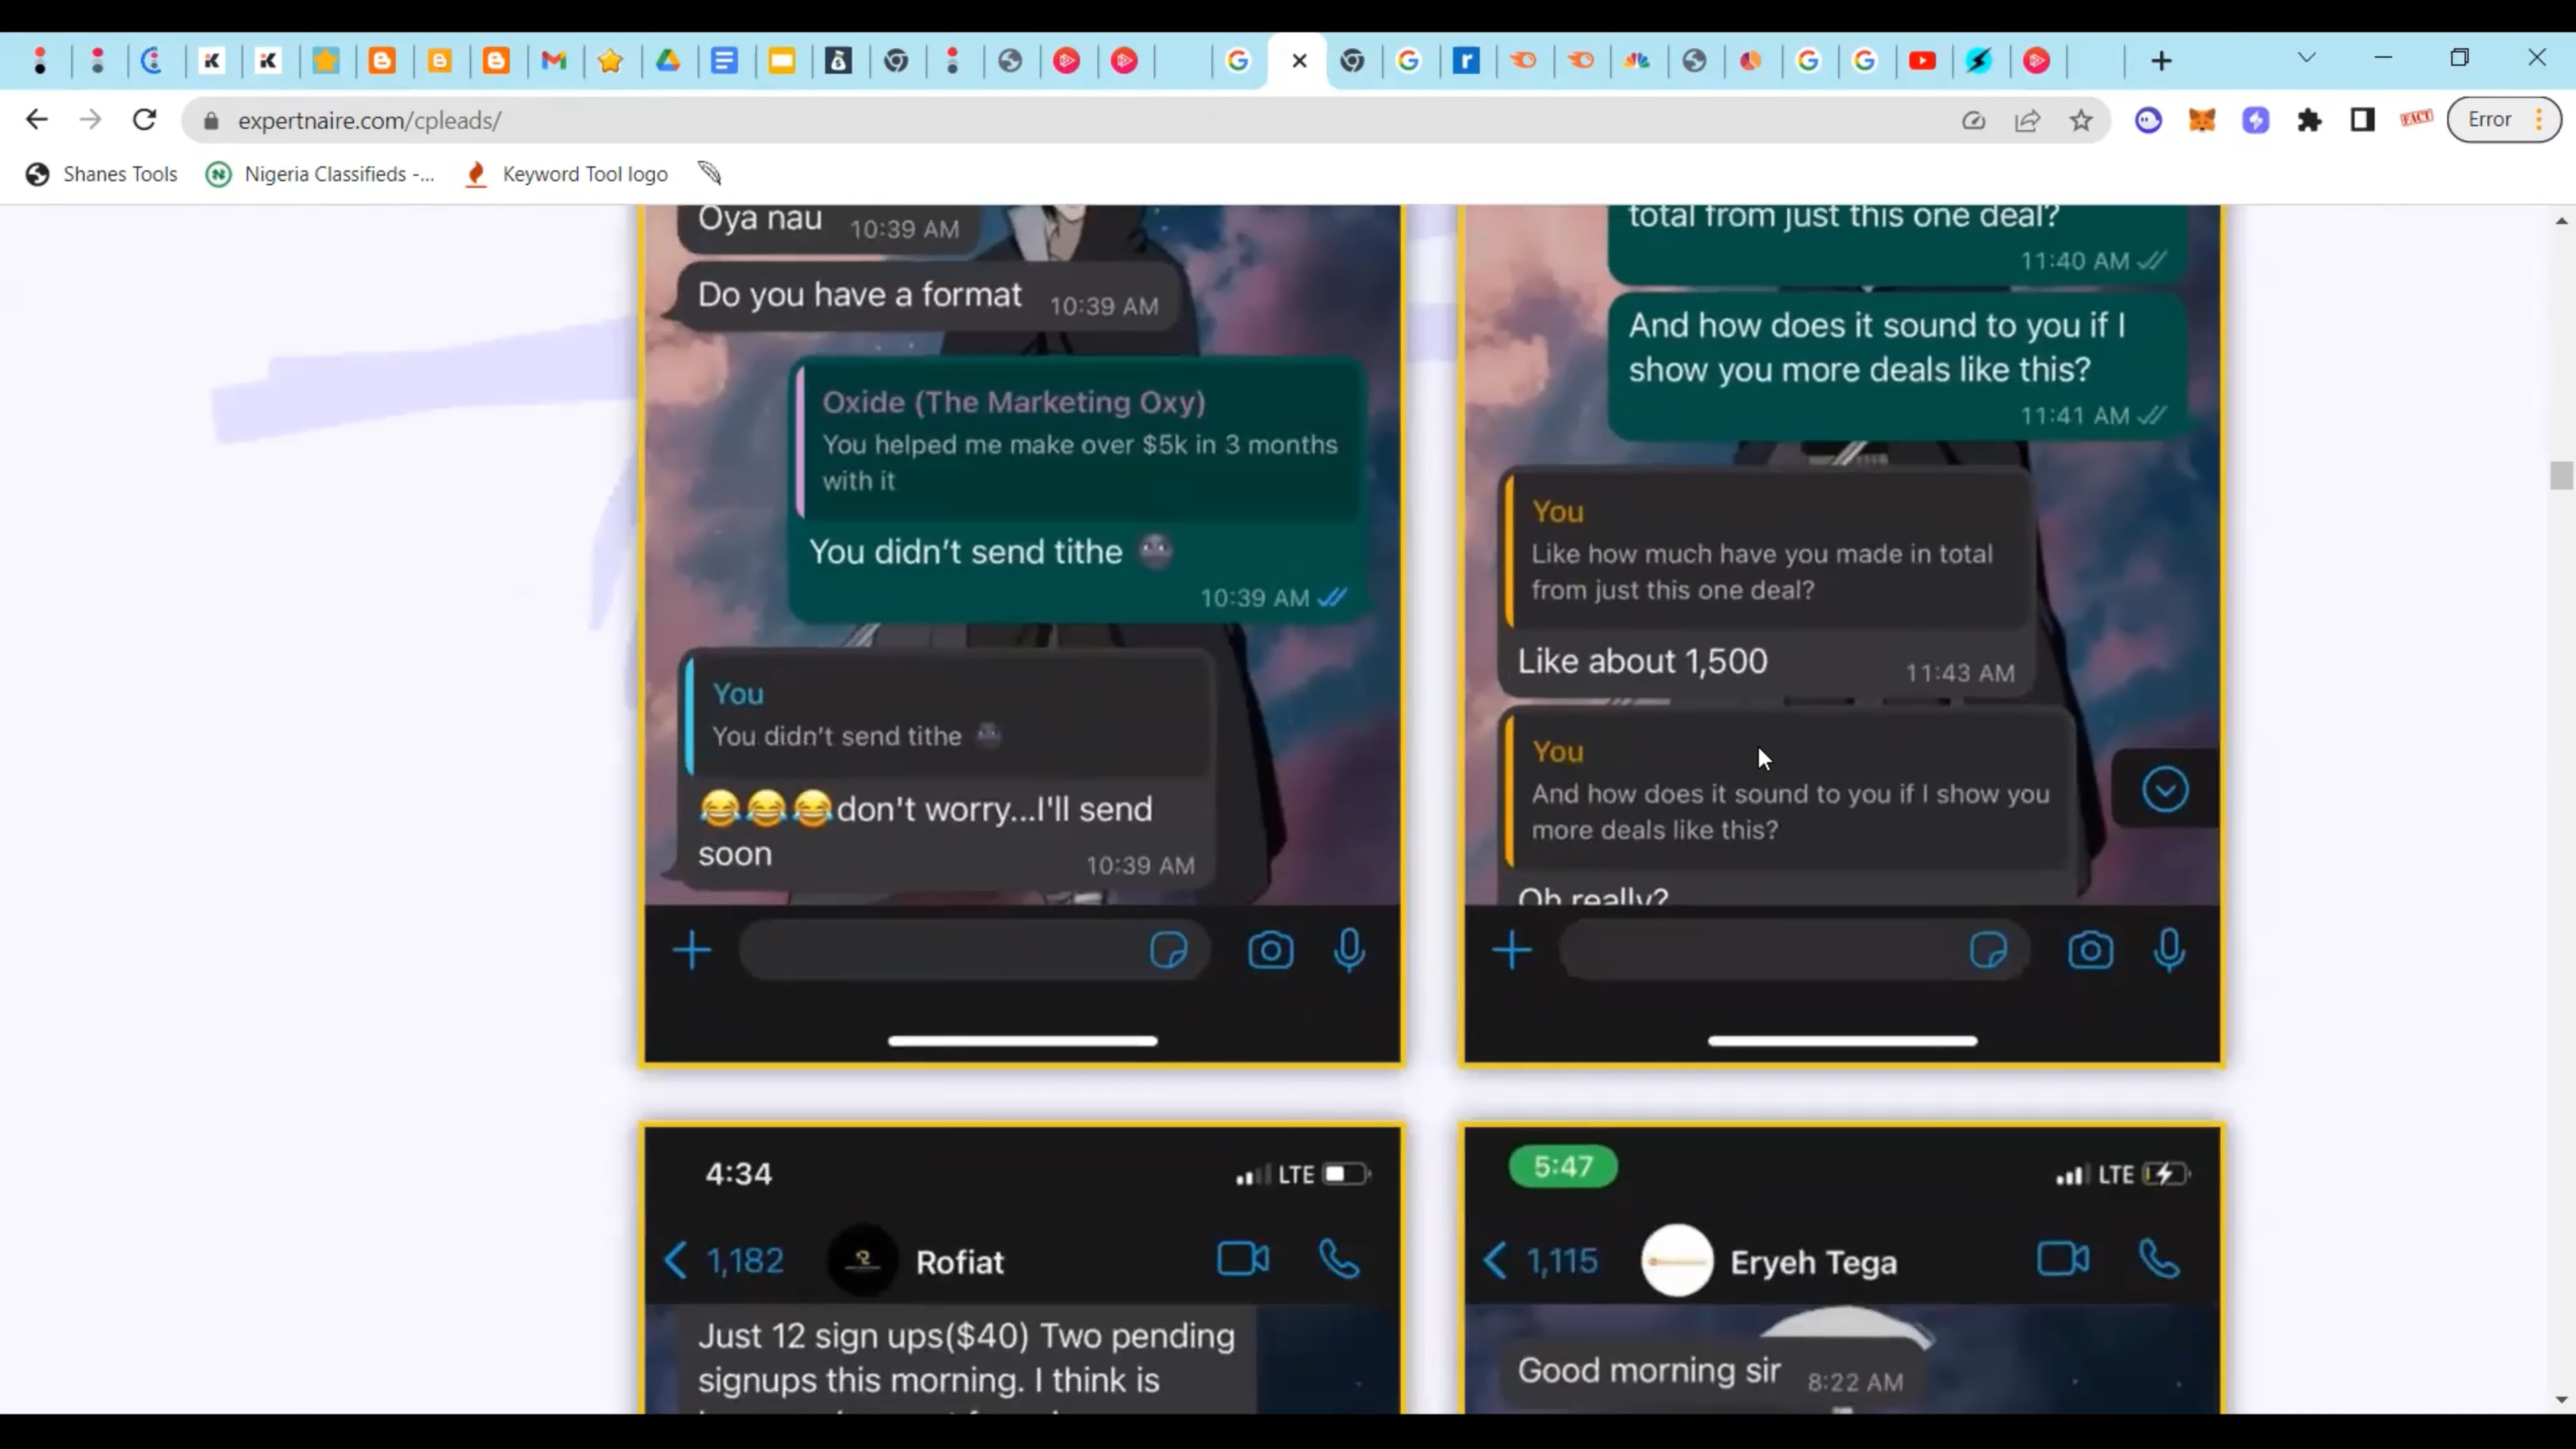 expertnaire.com/cpleads/
Error
Shanes Tools
Nigeria Classifieds -...
Keyword Tool logo
Oya nau 10:39 AM
Do you have a format 10:39 AM
Oxide (The Marketing Oxy)
You helped me make over $5k in 3 months
with it
You didn't send tithe
10:39 AM
You
You didn't send tithe
😂😂😂don't worry...I'll send
soon 10:39 AM
total from just this one deal?
11:40 AM
And how does it sound to you if I
show you more deals like this?
11:41 AM
You
Like how much have you made in total
from just this one deal?
Like about 1,500 11:43 AM
You
And how does it sound to you if I show you
more deals like this?
Oh really?
4:34 LTE
1,182 Rofiat
Just 12 sign ups($40) Two pending
signups this morning. I think is
5:47 LTE
1,115 Eryeh Tega
Good morning sir 8:22 AM